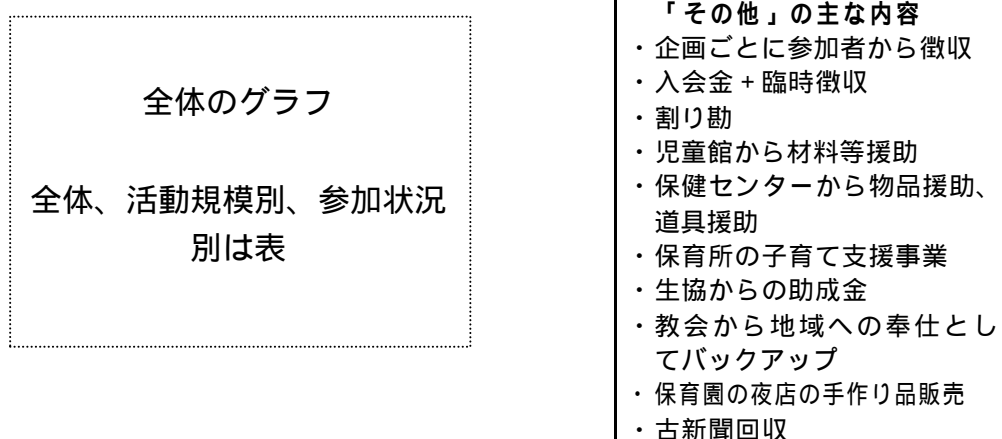 全体のグラフ
全体、活動規模別、参加状況
別は表
「その他」の主な内容
・企画ごとに参加者から徴収
・入会金+臨時徴収
・割り勘
・児童館から材料等援助
・保健センターから物品援助、
道具援助
・保育所の子育て支援事業
・生協からの助成金
・教会から地域への奉仕とし
てバックアップ
・保育園の夜店の手作り品販売
・古新聞回収